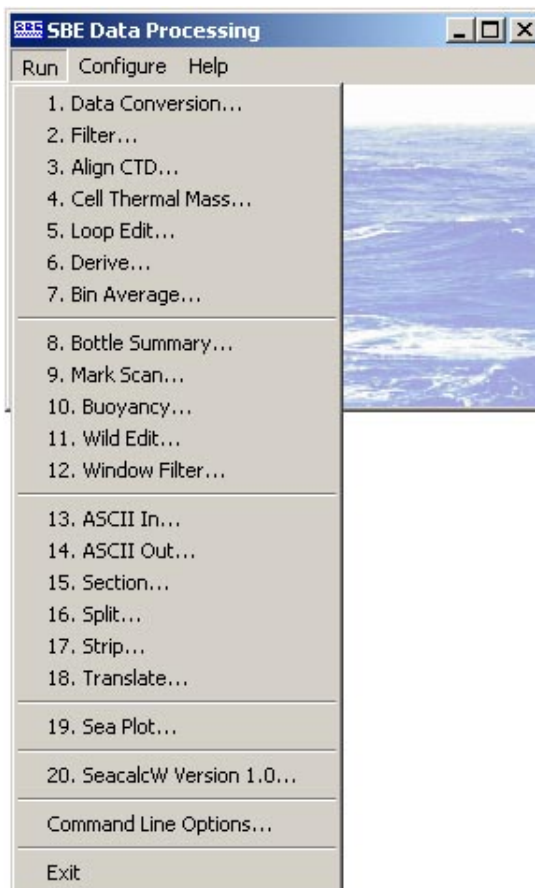 SBE SBE Data Processing
Run Configure Help
1. Data Conversion...
2. Filter...
3. Align CTD...
4. Cell Thermal Mass...
5. Loop Edit...
6. Derive...
7. Bin Average...
8. Bottle Summary...
9. Mark Scan...
10. Buoyancy...
11. Wild Edit...
12. Window Filter...
13. ASCII In...
14. ASCII Out...
15. Section...
16. Split...
17. Strip...
18. Translate...
19. Sea Plot...
20. SeacalcW Version 1.0...
Command Line Options...
Exit